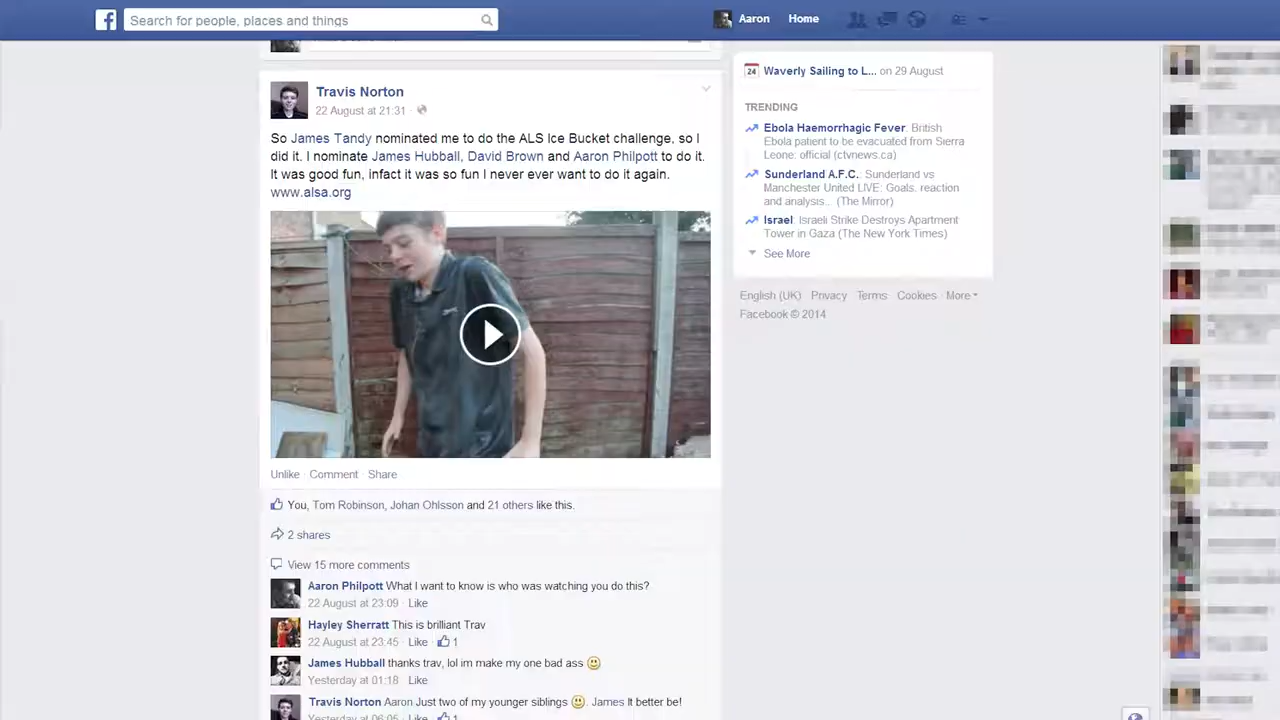 Search for people, places and things
Aaron
Home
Travis Norton
22 August at 21:31 ·
So James Tandy nominated me to do the ALS Ice Bucket challenge, so I
did it. I nominate James Hubball, David Brown and Aaron Philpott to do it.
It was good fun, infact it was so fun I never ever want to do it again.
www.alsa.org
Unlike · Comment · Share
You, Tom Robinson, Johan Ohlsson and 21 others like this.
2 shares
View 15 more comments
Aaron Philpott What I want to know is who was watching you do this?
22 August at 23:09 · Like
Hayley Sherratt This is brilliant Trav
22 August at 23:45 · Like · 1
James Hubball thanks trav, lol im make my one bad ass
Yesterday at 01:18 · Like
Travis Norton Aaron Just two of my younger siblings . James It better be!
Yesterday at 06:05 · Like · 1
24 Waverly Sailing to L... on 29 August
TRENDING
Ebola Haemorrhagic Fever: British
Ebola patient to be evacuated from Sierra
Leone: official (ctvnews.ca)
Sunderland A.F.C.: Sunderland vs
Manchester United LIVE: Goals, reaction
and analysis... (The Mirror)
Israel: Israeli Strike Destroys Apartment
Tower in Gaza (The New York Times)
See More
English (UK) Privacy Terms Cookies More
Facebook © 2014